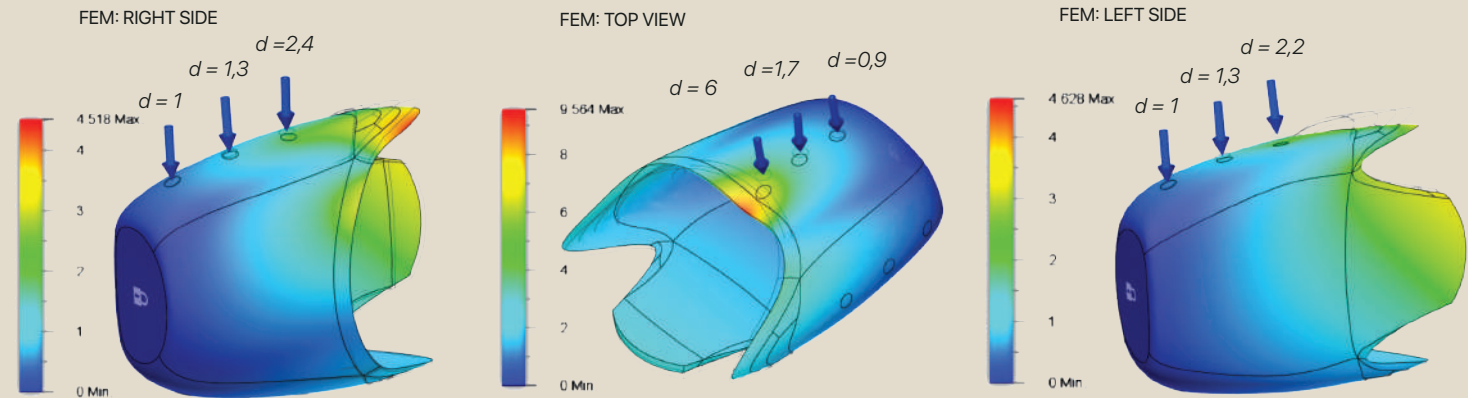 FEM: RIGHT SIDE
d =2,4
d = 1,3
d = 1
4 518 Max
4
3
2
1
0 Min
FEM: TOP VIEW
d = 6
d =1,7
d =0,9
9 564 Max
8
6
4
2
0 Min
FEM: LEFT SIDE
d = 2,2
d = 1,3
d = 1
4 628 Max
4
3
2
1
0 Min